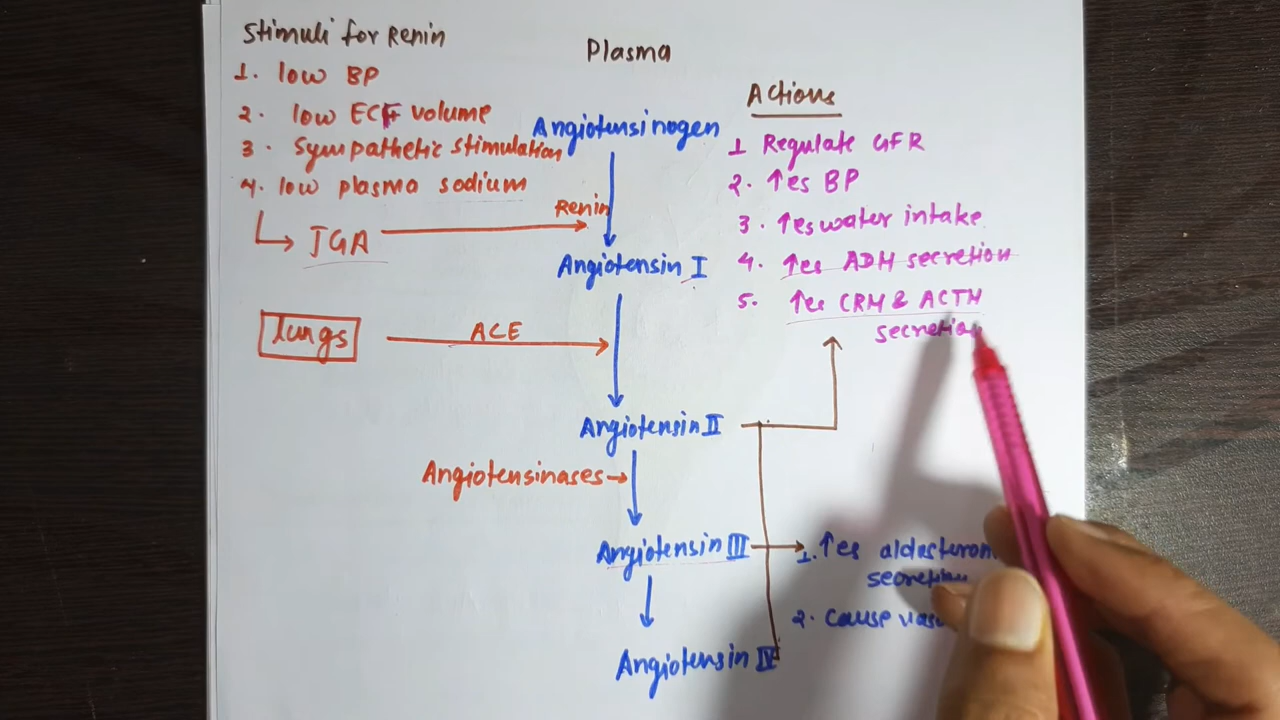 Stimuli for Renin
1. low BP
2. low ECF volume
3. Sympathetic stimulation
4. low plasma sodium
JGA
Plasma
Angiotensinogen
Renin
Angiotensin I
lungs
ACE
Angiotensin II
Angiotensinases
Angiotensin III
Angiotensin IV
Actions
1 Regulate GFR
2. ↑es BP
3. ↑es water intake
4. ↑es ADH secretion
5. ↑es CRH & ACTH
secretion
1. ↑es
secretion
2. Cause